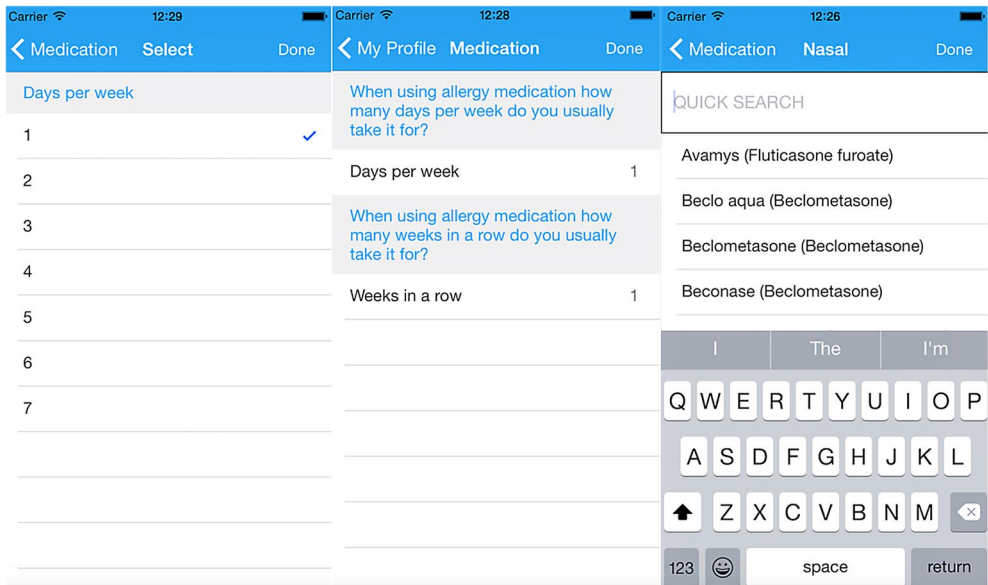 Carrier 12:29
Medication Select Done
Days per week
1
2
3
4
5
6
7
Carrier 12:28
My Profile Medication Done
When using allergy medication how
many days per week do you usually
take it for?
Days per week 1
When using allergy medication how
many weeks in a row do you usually
take it for?
Weeks in a row 1
Carrier 12:26
Medication Nasal Done
QUICK SEARCH
Avamys (Fluticasone furoate)
Beclo aqua (Beclometasone)
Beclometasone (Beclometasone)
Beconase (Beclometasone)
I The I'm
Q W E R T Y U I O P
A S D F G H J K L
Z X C V B N M
123 space return